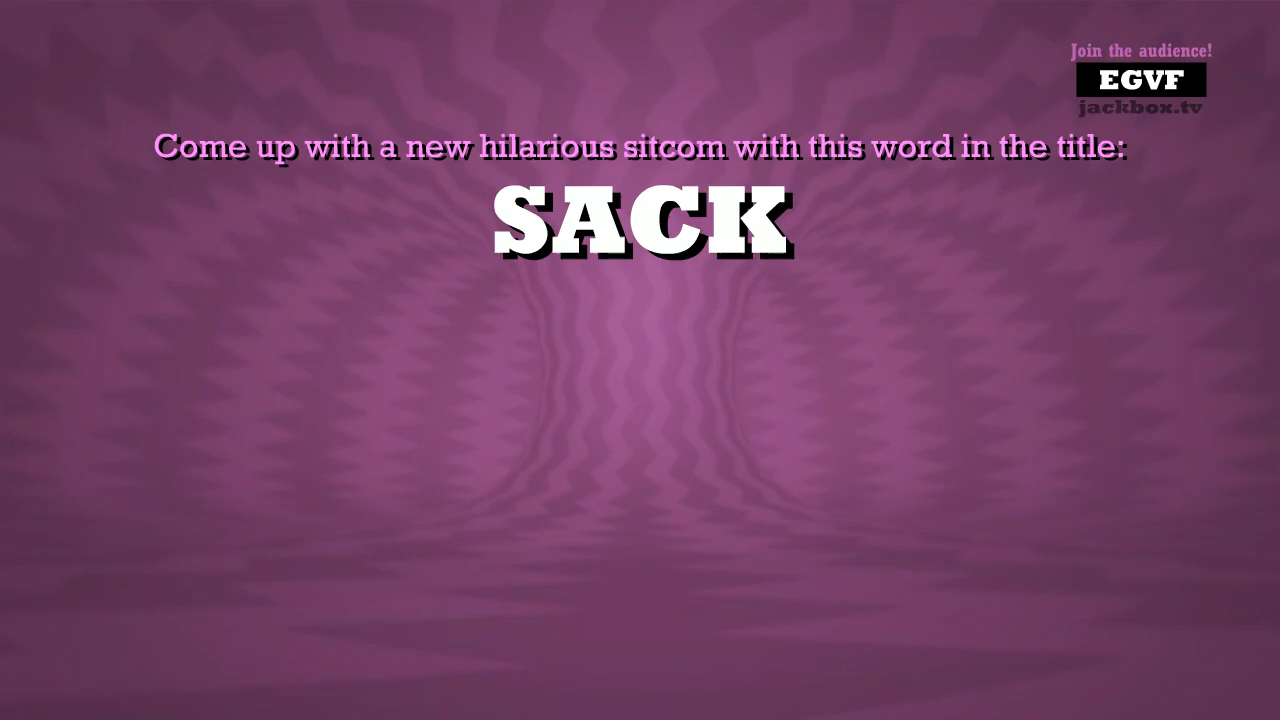 Join the audience!
EGVF
jackbox.tv
Come up with a new hilarious sitcom with this word in the title:
SACK